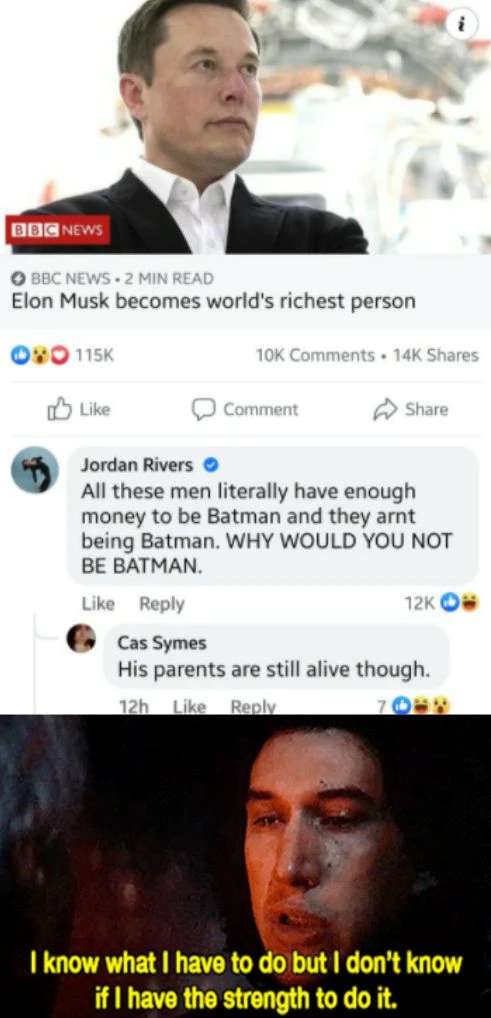 BBC NEWS
BBC NEWS • 2 MIN READ
Elon Musk becomes world's richest person
115K 10K Comments • 14K Shares
Like Comment Share
Jordan Rivers
All these men literally have enough
money to be Batman and they arnt
being Batman. WHY WOULD YOU NOT
BE BATMAN.
Like Reply 12K
Cas Symes
His parents are still alive though.
12h Like Reply 7
I know what I have to do but I don't know
if I have the strength to do it.